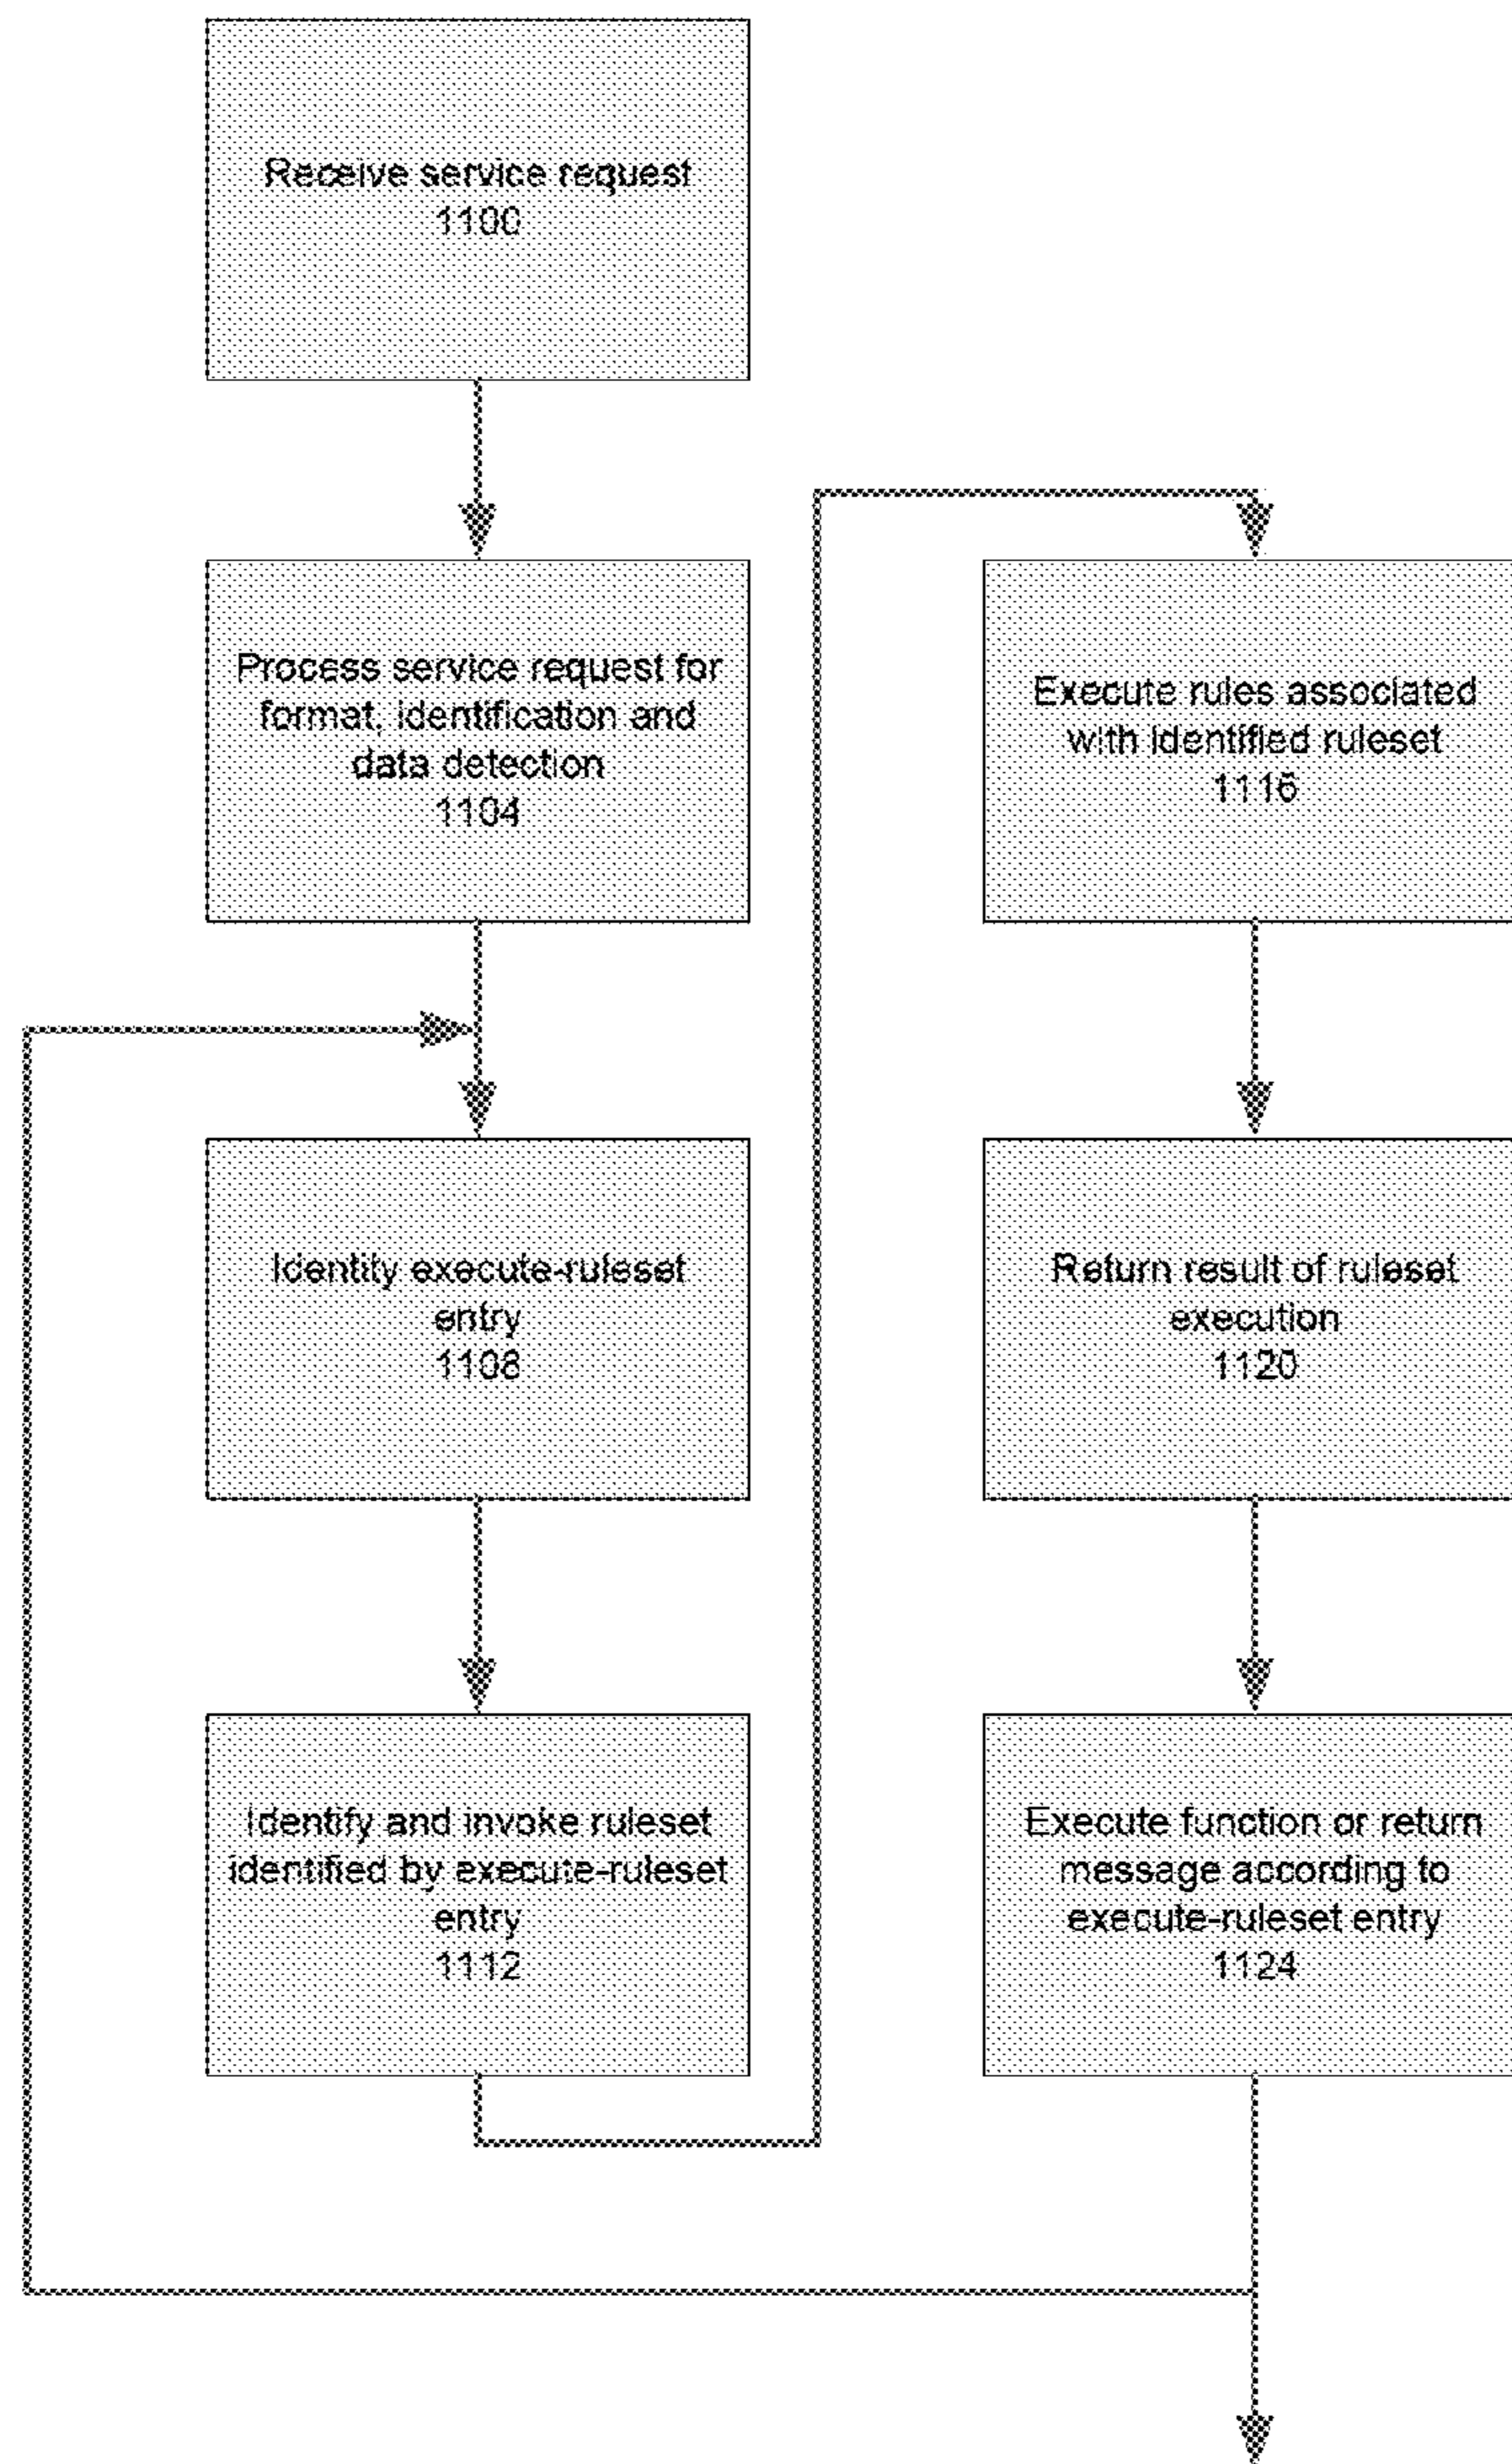 Receive service request
1100
Process service request for
format, identification and
data detection
1104
Identify execute-ruleset
entry
1108
Identify and invoke ruleset
identified by execute-ruleset
entry
1112
Execute rules associated
with identified ruleset
1116
Return result of ruleset
execution
1120
Execute function or return
message according to
execute-ruleset entry
1124